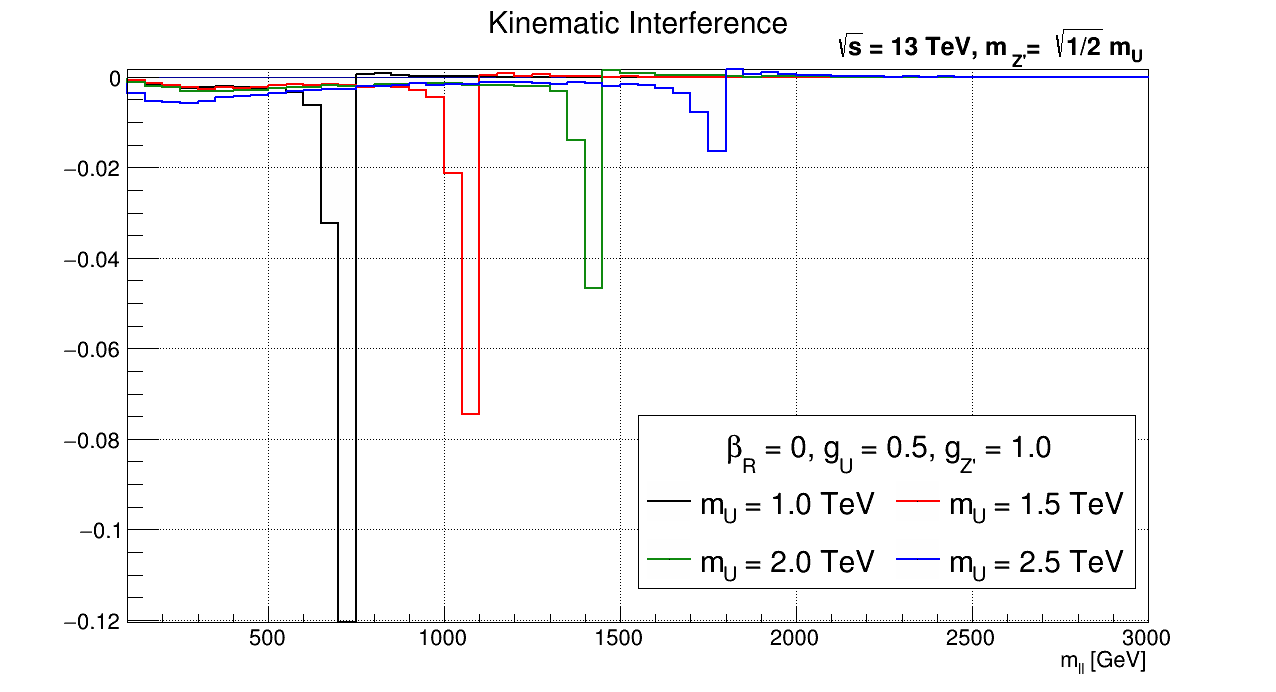 Kinematic Interference
√s = 13 TeV, m_Z' = √1/2 m_U
0
−0.02
−0.04
−0.06
−0.08
−0.1
−0.12
500 1000 1500 2000 2500 3000
m_ll [GeV]
β_R = 0, g_U = 0.5, g_Z' = 1.0
m_U = 1.0 TeV m_U = 1.5 TeV
m_U = 2.0 TeV m_U = 2.5 TeV